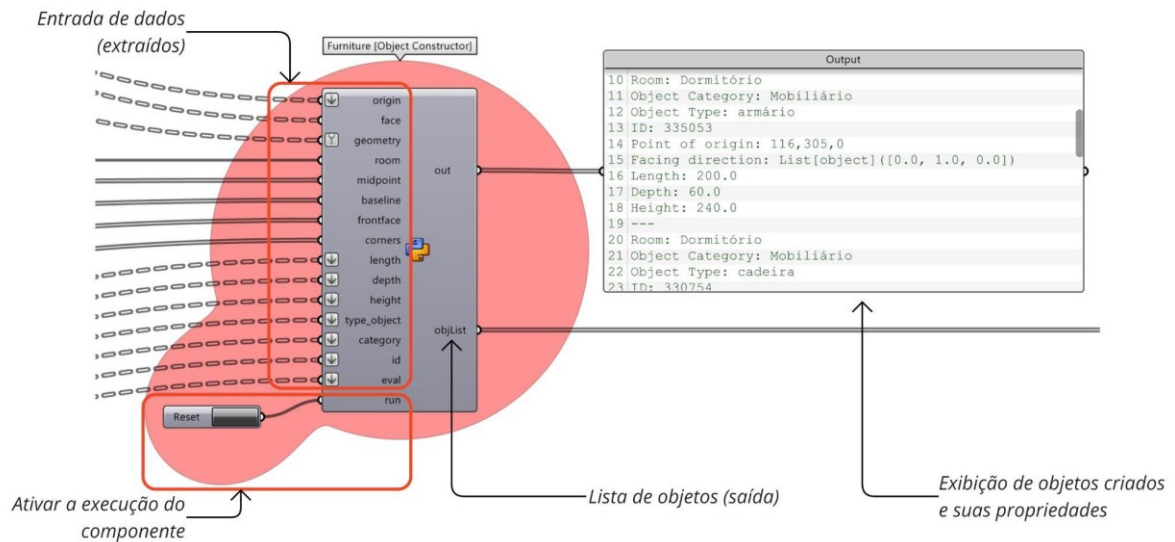 Entrada de dados
(extraídos)
Furniture [Object Constructor]
origin
face
geometry
room
midpoint
baseline
frontface
corners
length
depth
height
type_object
category
id
eval
run
out
objList
Reset
Output
10 Room: Dormitório
11 Object Category: Mobiliário
12 Object Type: armário
13 ID: 335053
14 Point of origin: 116,305,0
15 Facing direction: List[object]([0.0, 1.0, 0.0])
16 Length: 200.0
17 Depth: 60.0
18 Height: 240.0
19 ---
20 Room: Dormitório
21 Object Category: Mobiliário
22 Object Type: cadeira
23 ID: 330754
Ativar a execução do
componente
Lista de objetos (saída)
Exibição de objetos criados
e suas propriedades